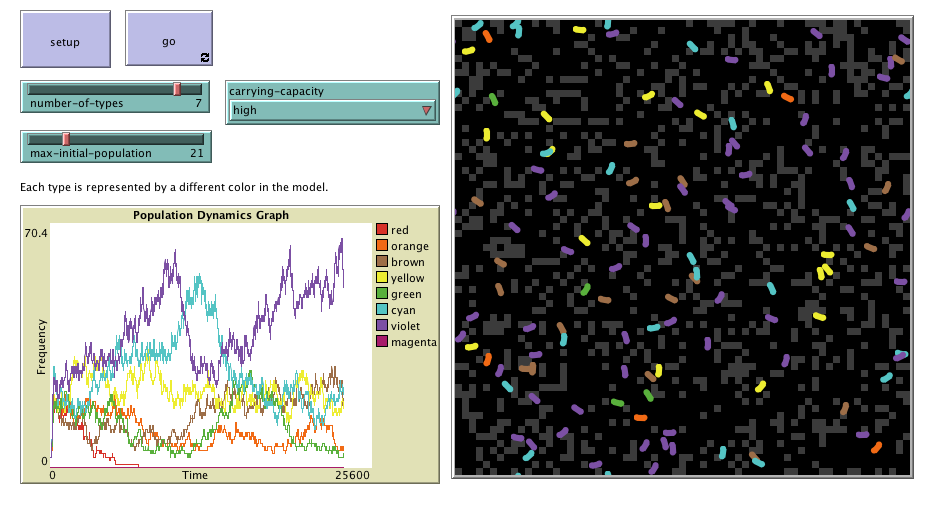 setup
go
number-of-types 7
carrying-capacity
high
max-initial-population 21
Each type is represented by a different color in the model.
Population Dynamics Graph
70.4
Frequency
0
0
Time
25600
red
orange
brown
yellow
green
cyan
violet
magenta